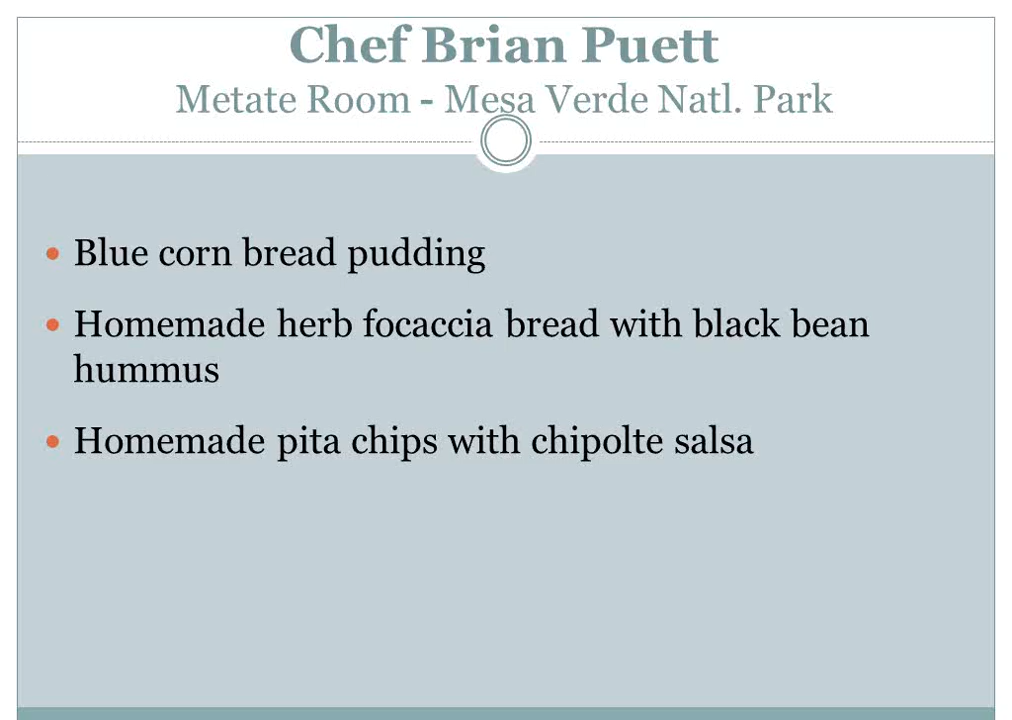 Chef Brian Puett
Metate Room - Mesa Verde Natl. Park
• Blue corn bread pudding
• Homemade herb focaccia bread with black bean
hummus
• Homemade pita chips with chipolte salsa